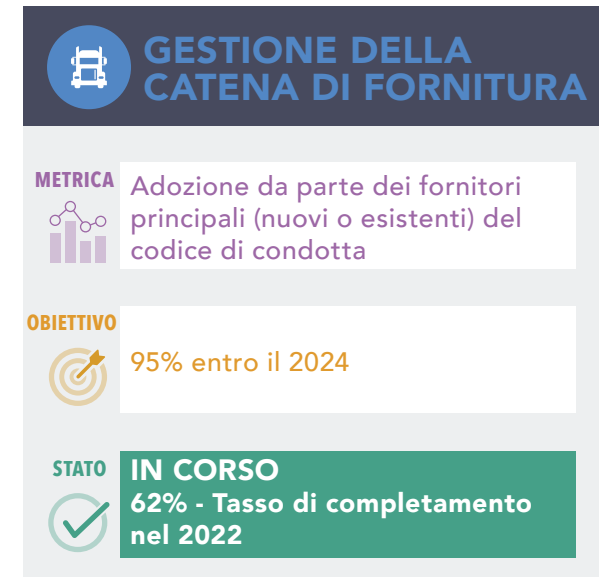 GESTIONE DELLA
CATENA DI FORNITURA
METRICA
Adozione da parte dei fornitori
principali (nuovi o esistenti) del
codice di condotta
OBIETTIVO
95% entro il 2024
STATO
IN CORSO
62% - Tasso di completamento
nel 2022